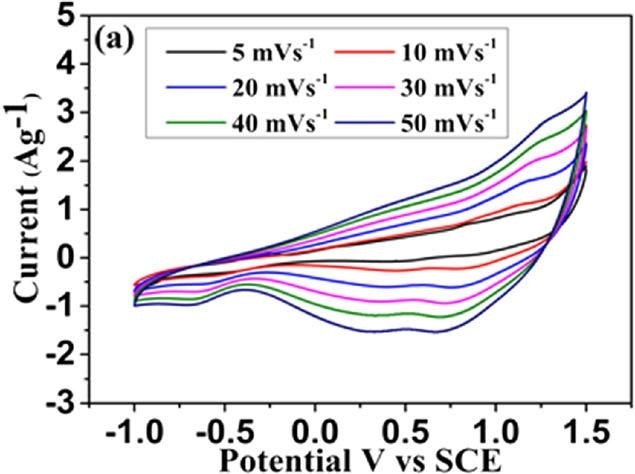 (a)
5 mVs-1 10 mVs-1
20 mVs-1 30 mVs-1
40 mVs-1 50 mVs-1
Current (Ag-1)
5
4
3
2
1
0
-1
-2
-3
-1.0 -0.5 0.0 0.5 1.0 1.5
Potential V vs SCE